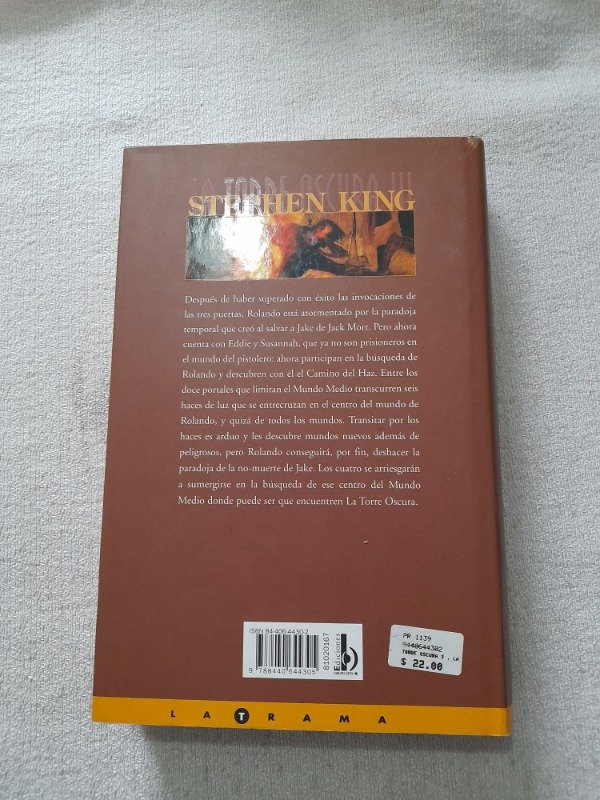 LA TORRE OSCURA III
STEPHEN KING
Después de haber superado con éxito las invocaciones de
las tres puertas. Rolando está atormentado por la paradoja
temporal que creó al salvar a Jake de Jack Mort. Pero ahora
cuenta con Eddie y Susannah, que ya no son prisioneros en
el mundo del pistolero: ahora participan en la búsqueda de
Rolando y descubren con él el Camino del Haz. Entre los
doce portales que limitan el Mundo Medio transcurren seis
haces de luz que se entrecruzan en el centro del mundo de
Rolando, y quizá de todos los mundos. Transitar por los
haces es arduo y les descubre mundos nuevos además de
peligrosos, pero Rolando conseguirá, por fin, deshacer la
paradoja de la no-muerte de Jake. Los cuatro se arriesgarán
a sumergirse en la búsqueda de ese centro del Mundo
Medio donde puede ser que encuentren La Torre Oscura.
ISBN 84-406-4430-2
9 788440 644305
81020167
Ediciones
GRUPO ZETA
PR 1139
9440644302
TORRE OSCURA 3 , LA
$ 22.00
LA TRAMA